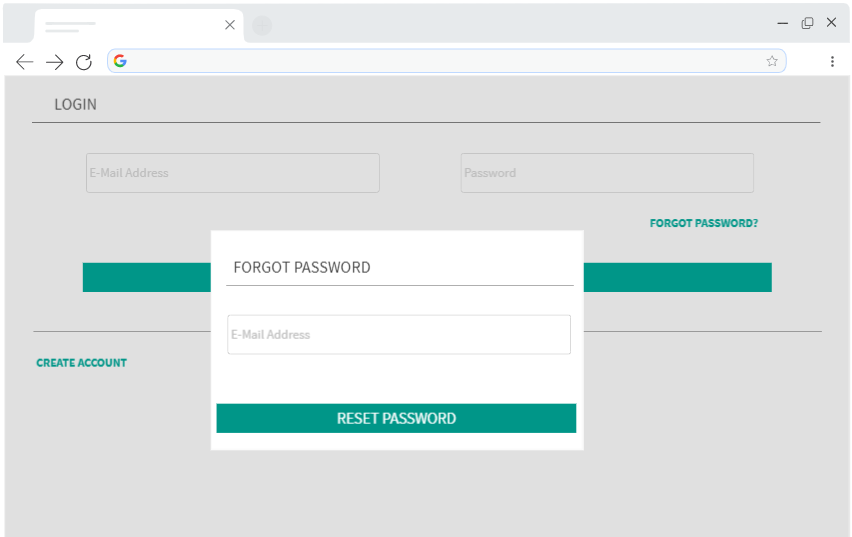 LOGIN
E-Mail Address
Password
FORGOT PASSWORD?
FORGOT PASSWORD
E-Mail Address
RESET PASSWORD
CREATE ACCOUNT